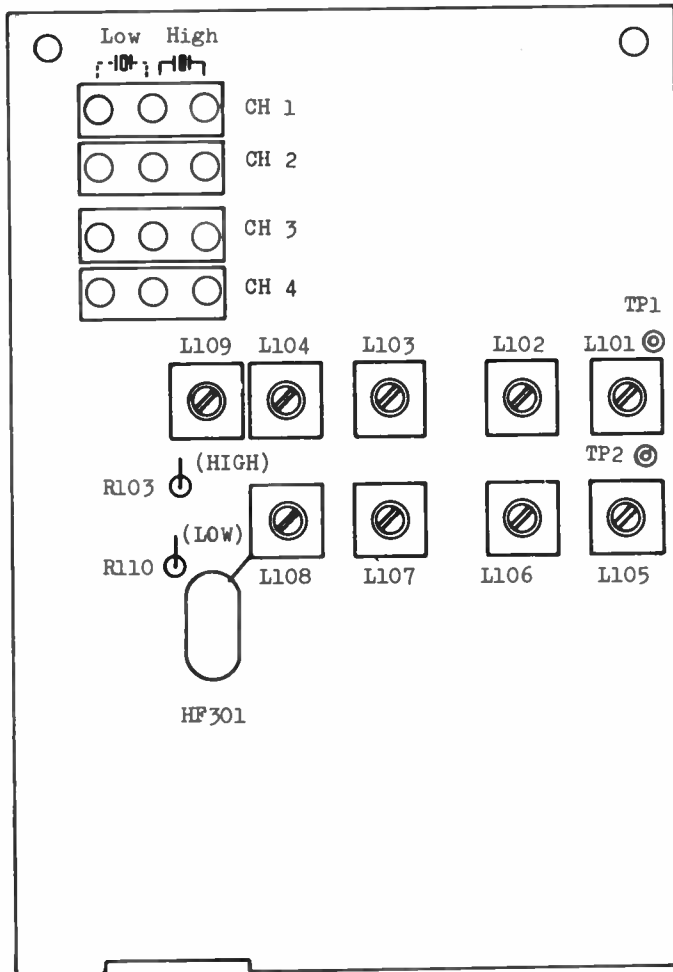 Low High
CH 1
CH 2
CH 3
CH 4
TP1
L109 L104 L103 L102 L101
(HIGH)
TP2
R103
(LOW)
R110
L108 L107 L106 L105
HF301